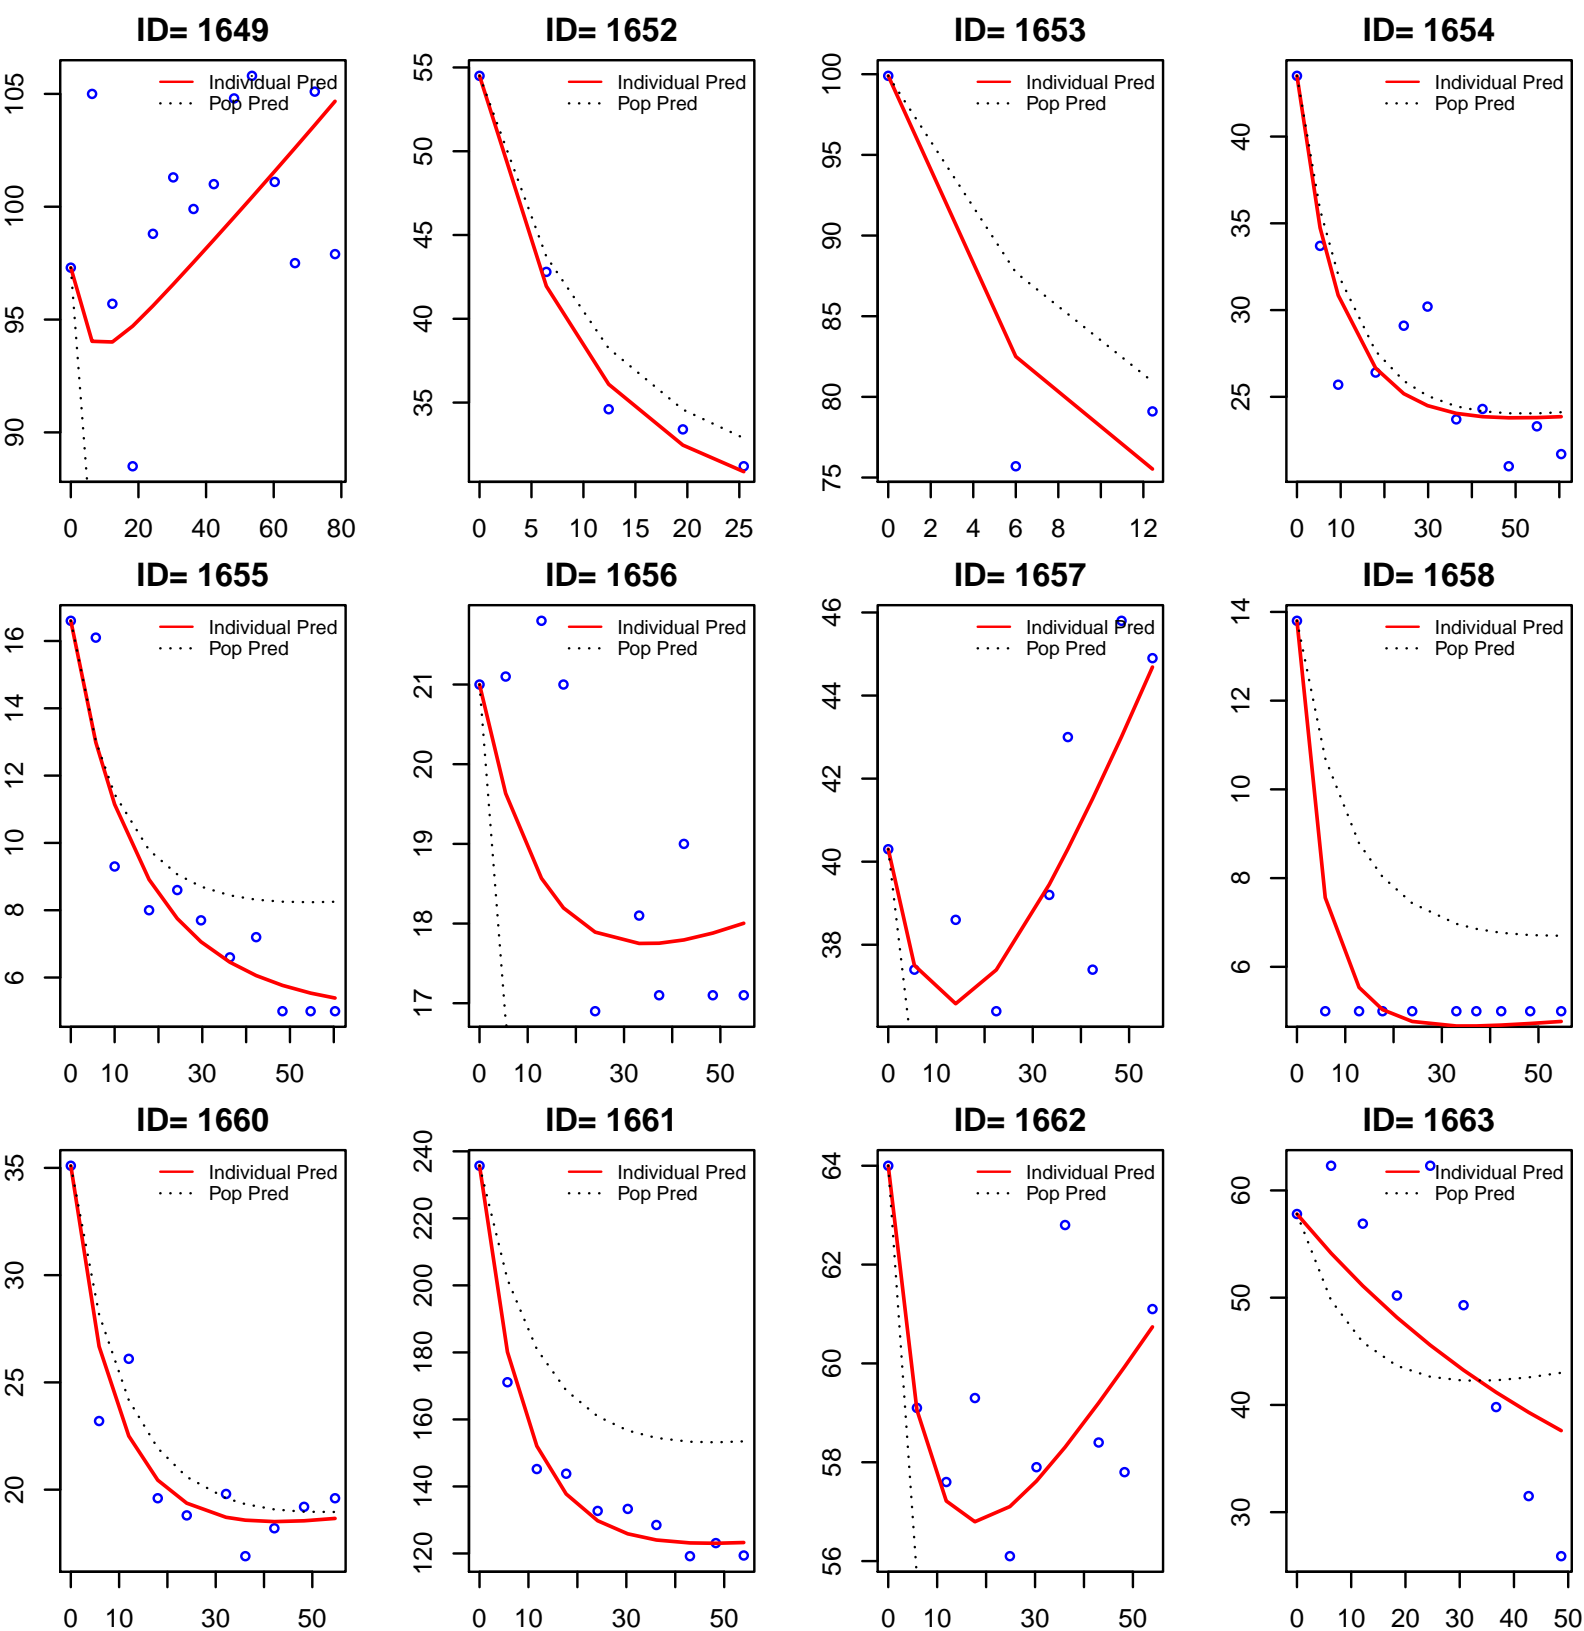 ID= 1649
Individual Pred
Pop Pred
90 95 100 105
0 20 40 60 80
ID= 1652
Individual Pred
Pop Pred
35 40 45 50 55
0 5 10 15 20 25
ID= 1653
Individual Pred
Pop Pred
75 80 85 90 95 100
0 2 4 6 8 12
ID= 1654
Individual Pred
Pop Pred
25 30 35 40
0 10 30 50
ID= 1655
Individual Pred
Pop Pred
6 8 10 12 14 16
0 10 30 50
ID= 1656
Individual Pred
Pop Pred
17 18 19 20 21
0 10 30 50
ID= 1657
Individual Pred
Pop Pred
38 40 42 44 46
0 10 30 50
ID= 1658
Individual Pred
Pop Pred
6 8 10 12 14
0 10 30 50
ID= 1660
Individual Pred
Pop Pred
20 25 30 35
0 10 30 50
ID= 1661
Individual Pred
Pop Pred
120 140 160 180 200 220 240
0 10 30 50
ID= 1662
Individual Pred
Pop Pred
56 58 60 62 64
0 10 30 50
ID= 1663
Individual Pred
Pop Pred
30 40 50 60
0 10 20 30 40 50